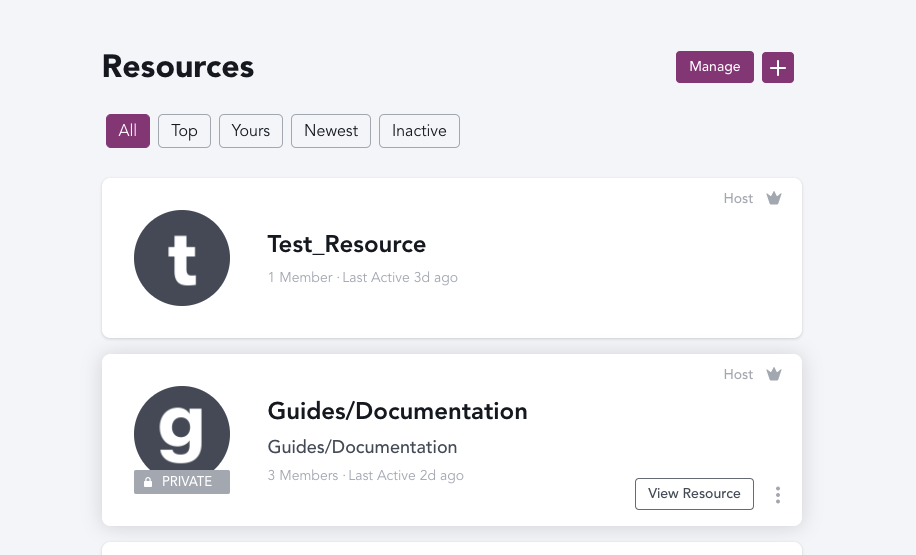 Resources
Manage
All
Top
Yours
Newest
Inactive
Host
t
Test_Resource
1 Member · Last Active 3d ago
Host
g
PRIVATE
Guides/Documentation
Guides/Documentation
3 Members · Last Active 2d ago
View Resource